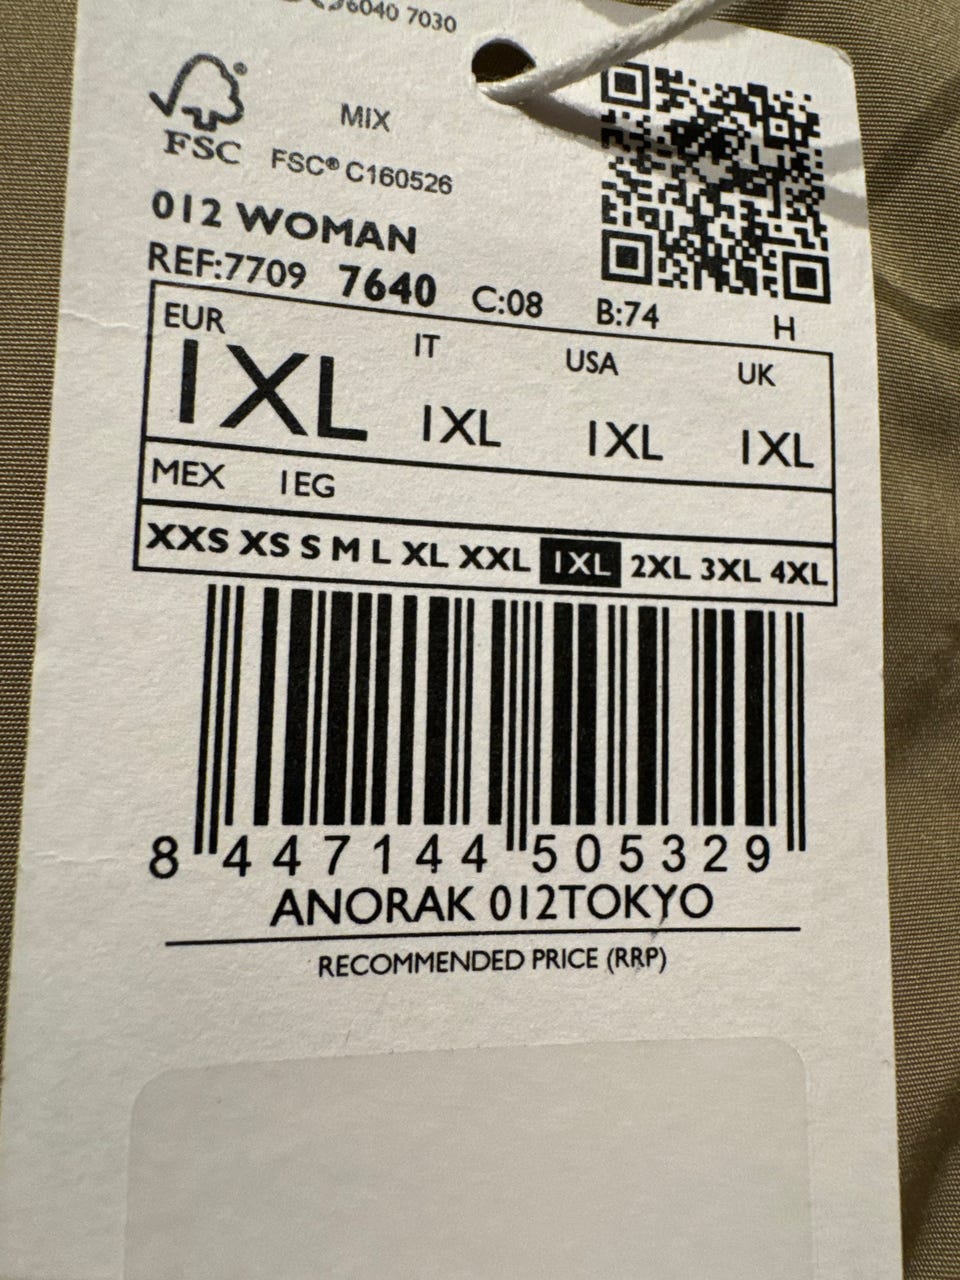 6040 7030
FSC®
MIX
FSC® C160526
012 WOMAN
REF:7709 7640 C:08 B:74 H
EUR IT USA UK
1XL 1XL 1XL 1XL
MEX 1EG
XXS XS S M L XL XXL 1XL 2XL 3XL 4XL
8 447144 505329
ANORAK 012TOKYO
RECOMMENDED PRICE (RRP)